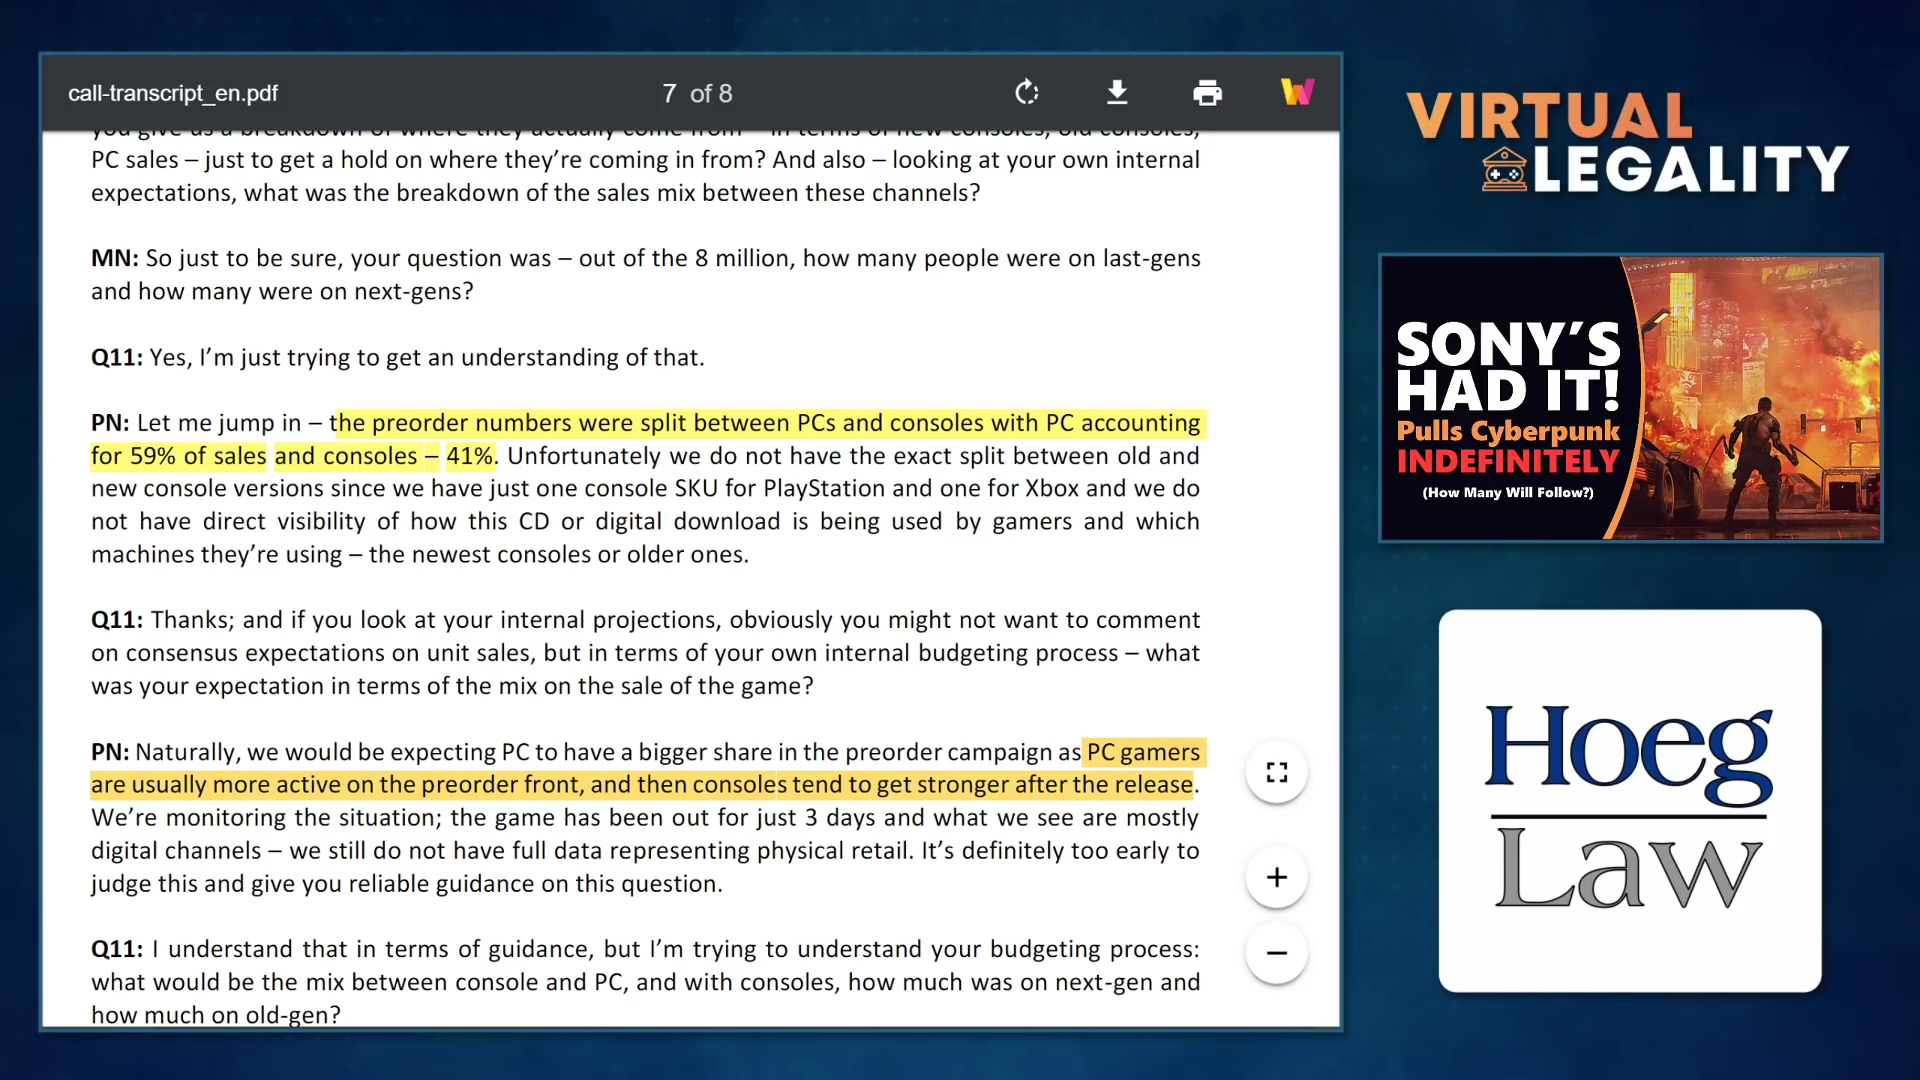 call-transcript_en.pdf
7 of 8
you give us a breakdown of where they actually come from – in terms of new consoles, old consoles,
PC sales – just to get a hold on where they're coming in from? And also – looking at your own internal
expectations, what was the breakdown of the sales mix between these channels?
MN: So just to be sure, your question was – out of the 8 million, how many people were on last-gens
and how many were on next-gens?
Q11: Yes, I'm just trying to get an understanding of that.
PN: Let me jump in – the preorder numbers were split between PCs and consoles with PC accounting
for 59% of sales and consoles – 41%. Unfortunately we do not have the exact split between old and
new console versions since we have just one console SKU for PlayStation and one for Xbox and we do
not have direct visibility of how this CD or digital download is being used by gamers and which
machines they're using – the newest consoles or older ones.
Q11: Thanks; and if you look at your internal projections, obviously you might not want to comment
on consensus expectations on unit sales, but in terms of your own internal budgeting process – what
was your expectation in terms of the mix on the sale of the game?
PN: Naturally, we would be expecting PC to have a bigger share in the preorder campaign as PC gamers
are usually more active on the preorder front, and then consoles tend to get stronger after the release.
We're monitoring the situation; the game has been out for just 3 days and what we see are mostly
digital channels – we still do not have full data representing physical retail. It's definitely too early to
judge this and give you reliable guidance on this question.
Q11: I understand that in terms of guidance, but I'm trying to understand your budgeting process:
what would be the mix between console and PC, and with consoles, how much was on next-gen and
how much on old-gen?
VIRTUAL
LEGALITY
SONY'S
HAD IT!
Pulls Cyberpunk
INDEFINITELY
(How Many Will Follow?)
Hoeg
Law